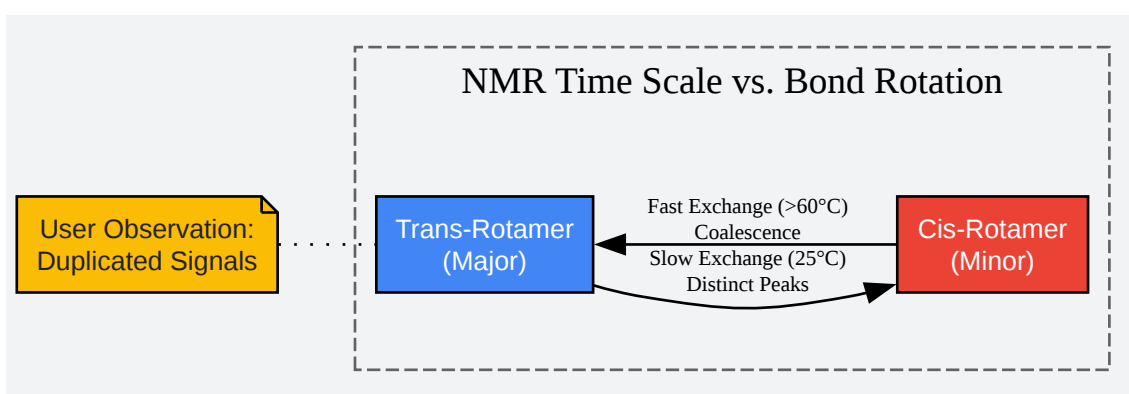 NMR Time Scale vs. Bond Rotation
User Observation:
Duplicated Signals
Trans-Rotamer
(Major)
Fast Exchange (>60°C)
Coalescence
Slow Exchange (25°C)
Distinct Peaks
Cis-Rotamer
(Minor)